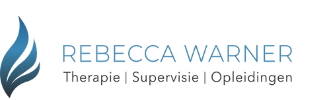 REBECCA WARNER
Therapie | Supervisie | Opleidingen